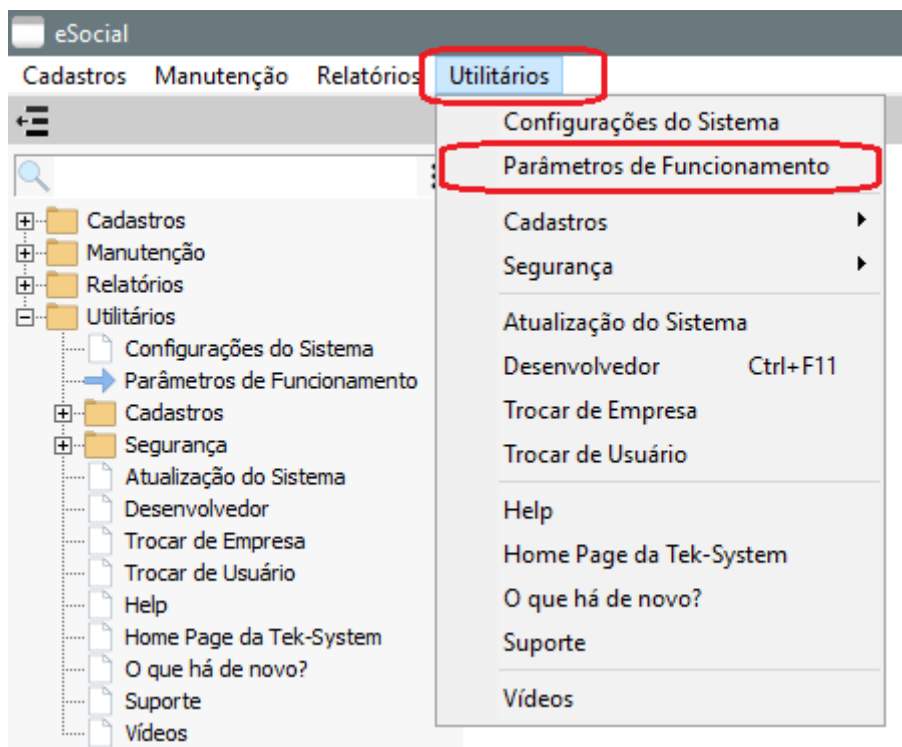 eSocial
Cadastros Manutenção Relatórios Utilitários
Configurações do Sistema
Parâmetros de Funcionamento
Cadastros
Segurança
Atualização do Sistema
Desenvolvedor Ctrl+F11
Trocar de Empresa
Trocar de Usuário
Help
Home Page da Tek-System
O que há de novo?
Suporte
Vídeos
Cadastros
Manutenção
Relatórios
Utilitários
Configurações do Sistema
Parâmetros de Funcionamento
Cadastros
Segurança
Atualização do Sistema
Desenvolvedor
Trocar de Empresa
Trocar de Usuário
Help
Home Page da Tek-System
O que há de novo?
Suporte
Vídeos